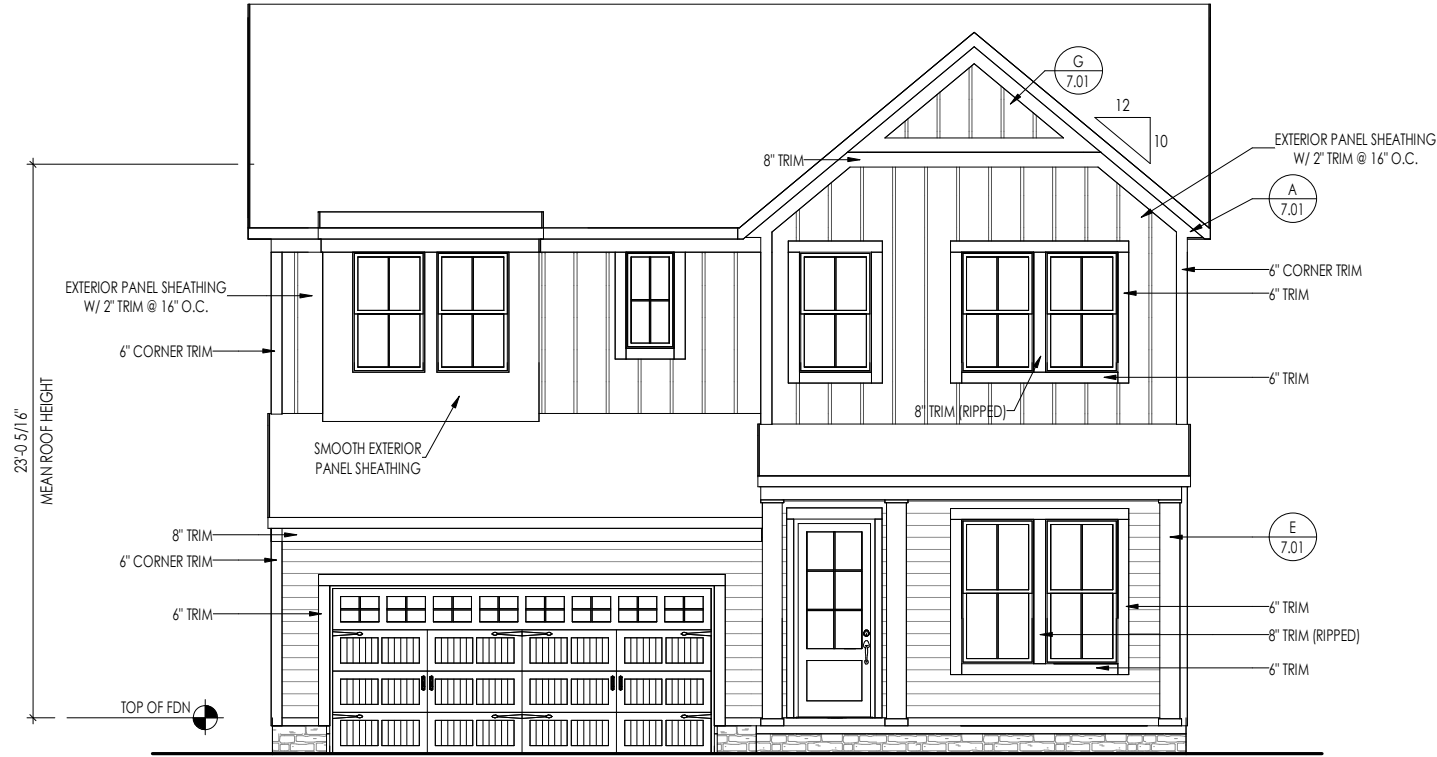 G
7.01
12
10
8" TRIM
EXTERIOR PANEL SHEATHING
W/ 2" TRIM @ 16" O.C.
A
7.01
6" CORNER TRIM
6" TRIM
EXTERIOR PANEL SHEATHING
W/ 2" TRIM @ 16" O.C.
6" CORNER TRIM
6" TRIM
8" TRIM (RIPPED)
23'-0 5/16"
MEAN ROOF HEIGHT
SMOOTH EXTERIOR
PANEL SHEATHING
8" TRIM
6" CORNER TRIM
E
7.01
6" TRIM
6" TRIM
8" TRIM (RIPPED)
6" TRIM
TOP OF FDN